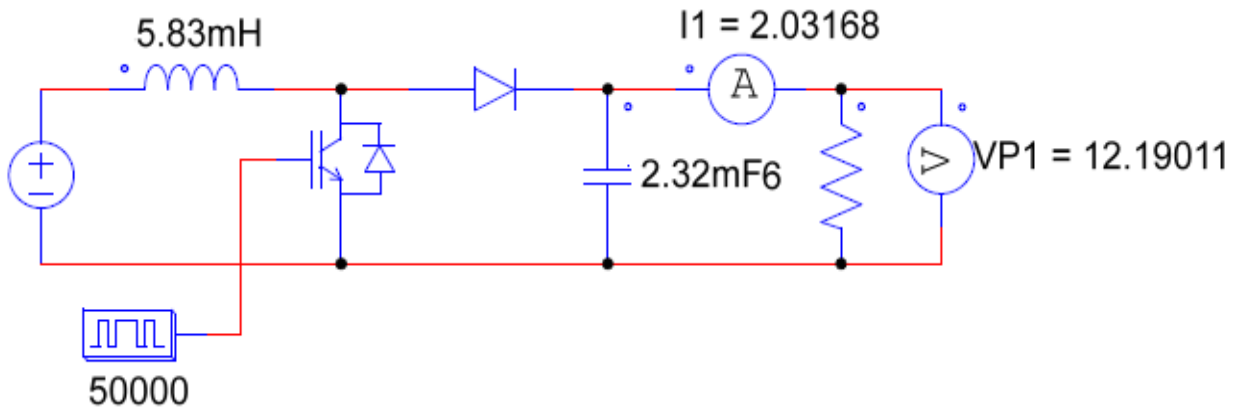 5.83mH
I1 = 2.03168
A
2.32mF6
V
VP1 = 12.19011
50000